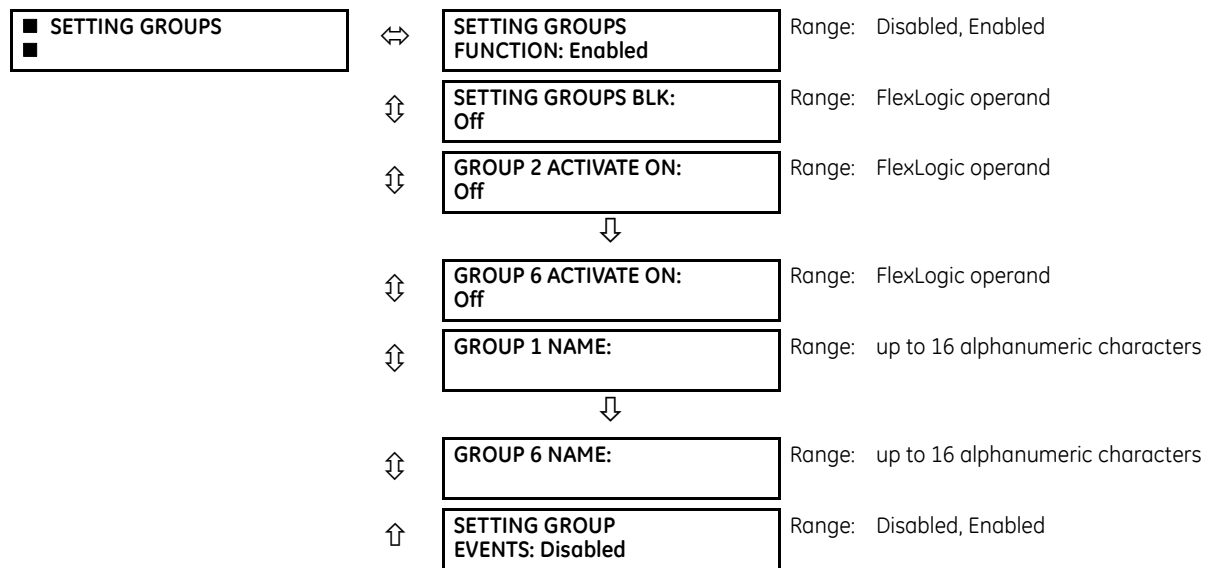 ■ SETTING GROUPS
■
SETTING GROUPS
FUNCTION: Enabled
Range: Disabled, Enabled
SETTING GROUPS BLK:
Off
Range: FlexLogic operand
GROUP 2 ACTIVATE ON:
Off
Range: FlexLogic operand
GROUP 6 ACTIVATE ON:
Off
Range: FlexLogic operand
GROUP 1 NAME:
Range: up to 16 alphanumeric characters
GROUP 6 NAME:
Range: up to 16 alphanumeric characters
SETTING GROUP
EVENTS: Disabled
Range: Disabled, Enabled